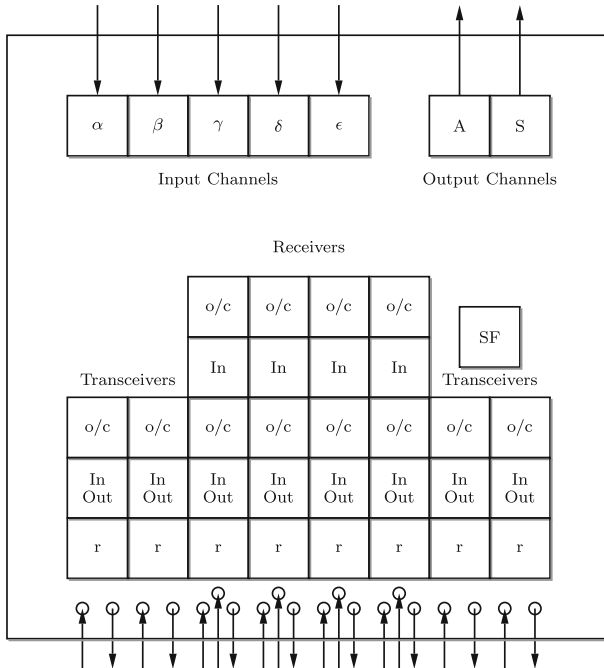 α β γ δ ϵ A S
Input Channels Output Channels
Receivers
o/c o/c o/c o/c
SF
In In In In
Transceivers Transceivers
o/c o/c o/c o/c o/c o/c o/c o/c
In In In In In In In In
Out Out Out Out Out Out Out Out
r r r r r r r r